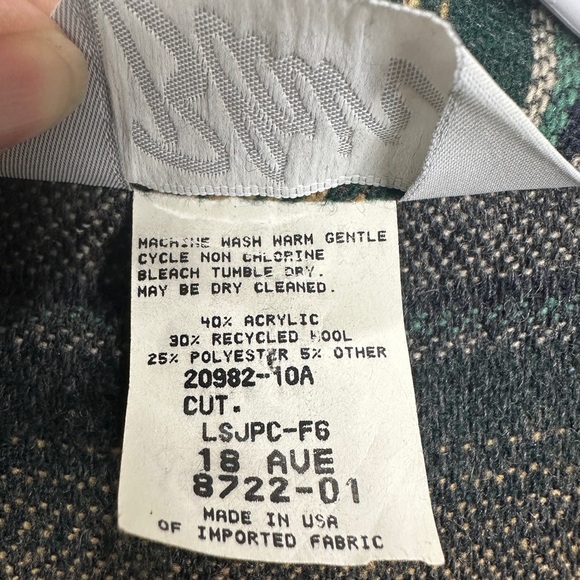 MACHINE WASH WARM GENTLE
CYCLE NON CHLORINE
BLEACH TUMBLE DRY.
MAY BE DRY CLEANED.
40% ACRYLIC
30% RECYCLED WOOL
25% POLYESTER 5% OTHER
20982-10A
CUT.
LSJPC-F6
18 AVE
8722-01
MADE IN USA
OF IMPORTED FABRIC